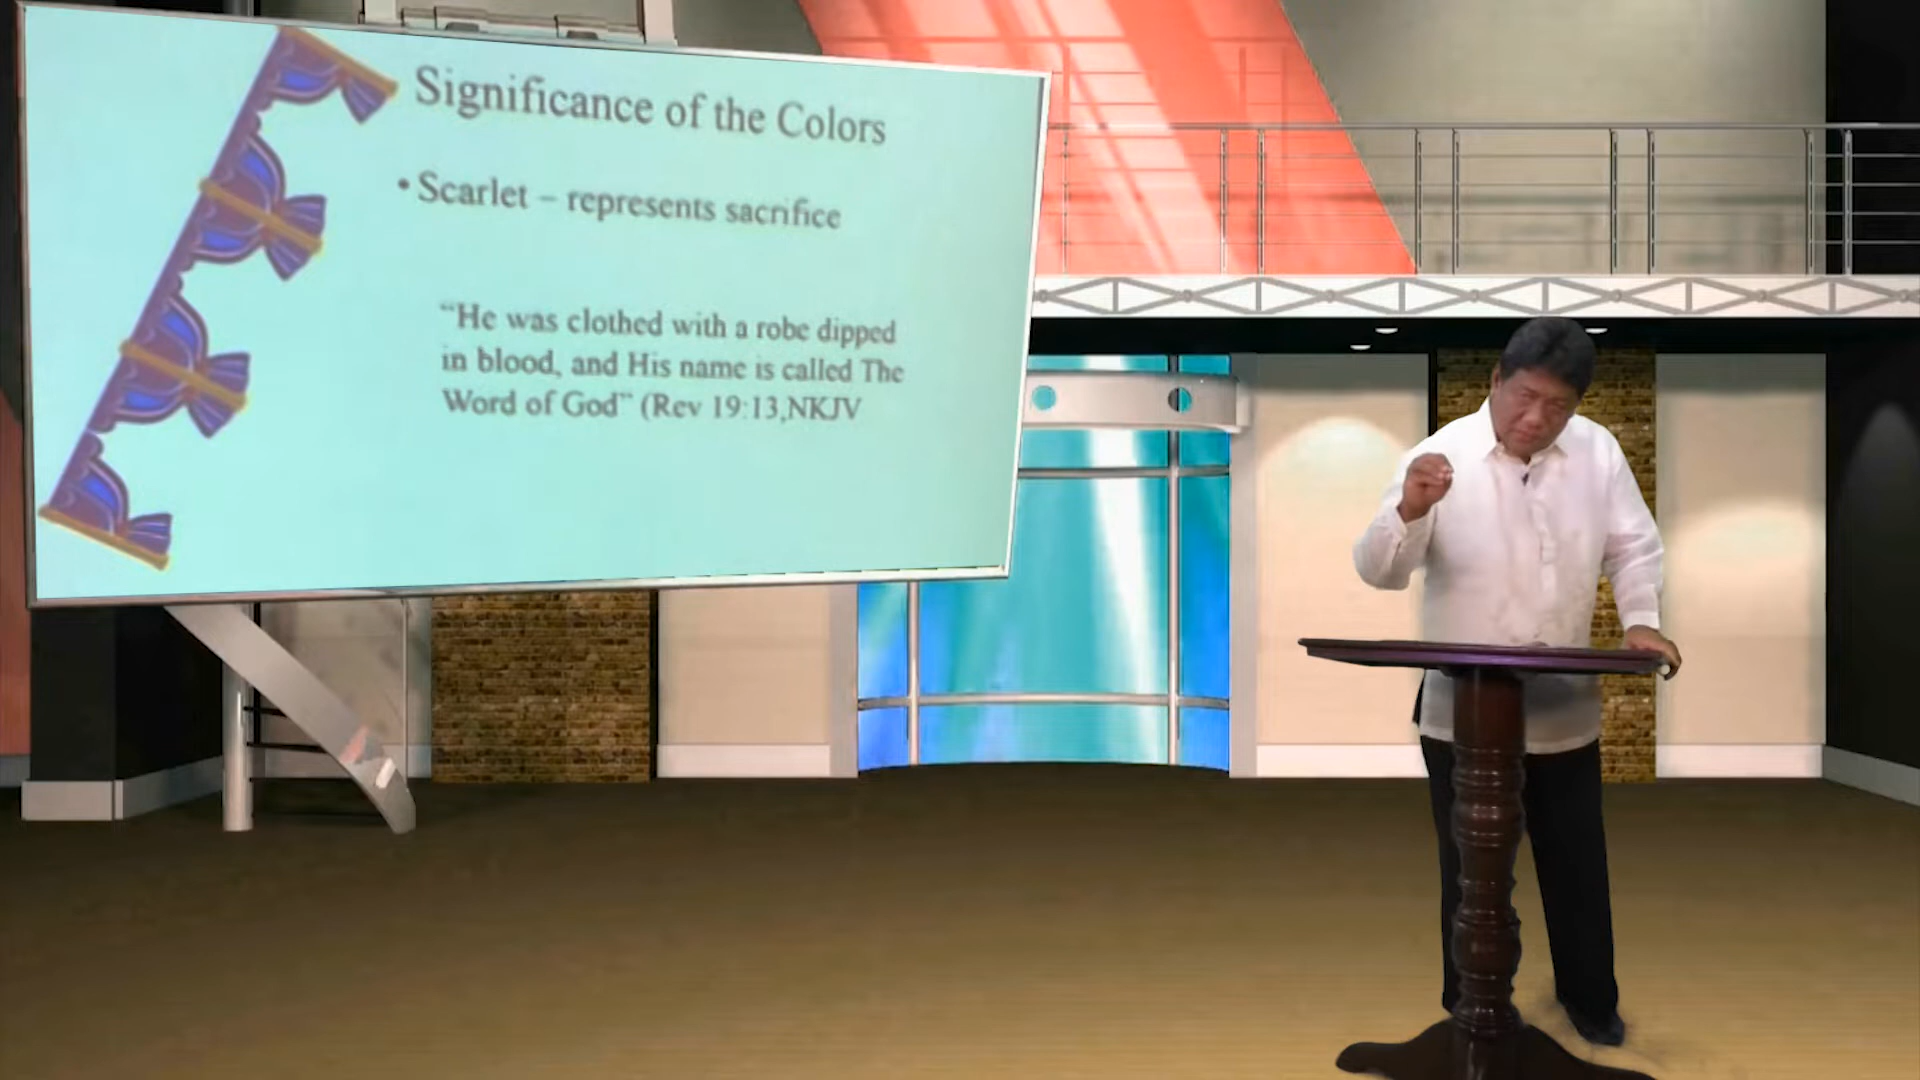 Significance of the Colors
• Scarlet – represents sacrifice
“He was clothed with a robe dipped
in blood, and His name is called The
Word of God” (Rev 19:13,NKJV